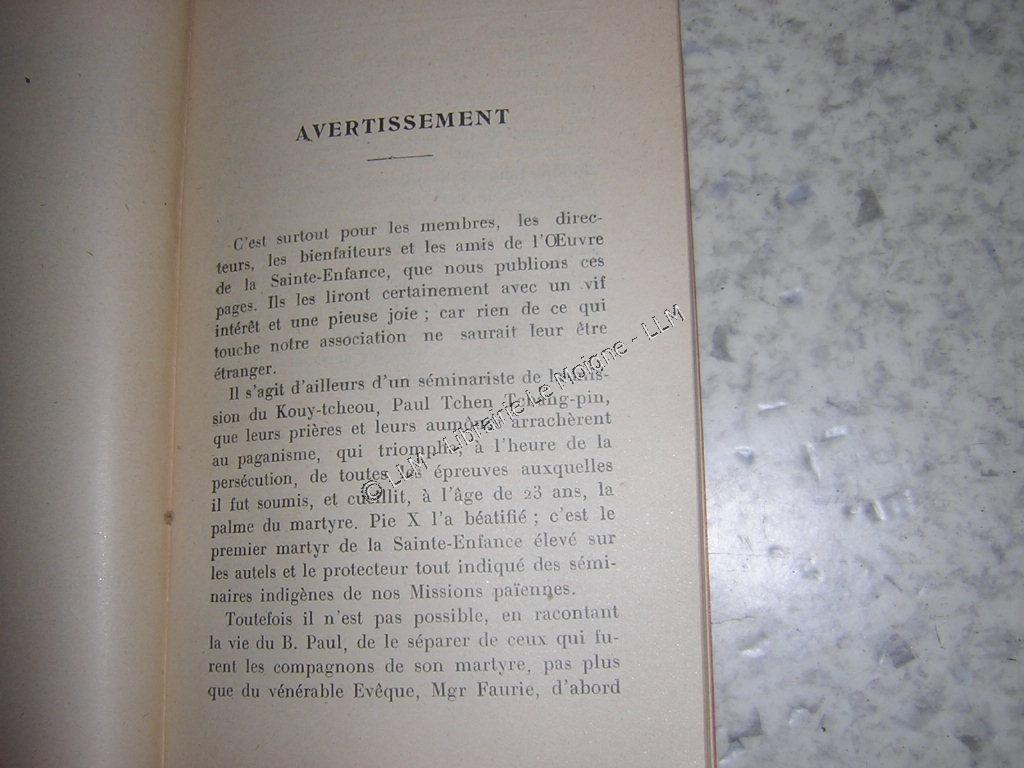 AVERTISSEMENT
C'est surtout pour les membres, les direc-
teurs, les bienfaiteurs et les amis de l'Œuvre
de la Sainte-Enfance, que nous publions ces
pages. Ils les liront certainement avec un vif
intérêt et une pieuse joie ; car rien de ce qui
touche notre association ne saurait leur être
étranger.
Il s'agit d'ailleurs d'un séminariste de la Mis-
sion du Kouy-tcheou, Paul Tchen Tchang-pin,
que leurs prières et leurs aumônes arrachèrent
au paganisme, qui triompha, à l'heure de la
persécution, de toutes les épreuves auxquelles
il fut soumis, et cueillit, à l'âge de 23 ans, la
palme du martyre. Pie X l'a béatifié ; c'est le
premier martyr de la Sainte-Enfance élevé sur
les autels et le protecteur tout indiqué des sémi-
naires indigènes de nos Missions païennes.
Toutefois il n'est pas possible, en racontant
la vie du B. Paul, de le séparer de ceux qui fu-
rent les compagnons de son martyre, pas plus
que du vénérable Evêque, Mgr Faurie, d'abord
© LLM - Librairie Le Moigne - LLM